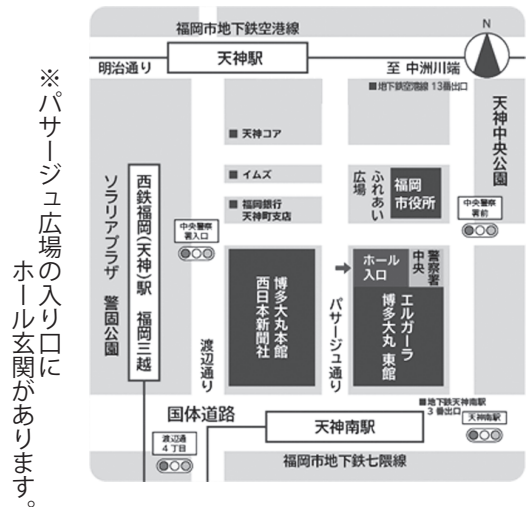 福岡市地下鉄空港線
天神駅
N
明治通り
至 中洲川端
■地下鉄空港線 13番出口
天神中央公園
■ 天神コア
■ イムズ
■ 福岡銀行
天神町支店
ふれあい
広場
福岡
市役所
中央警察
署前
中央警察
署入口
西鉄福岡(天神)駅 福岡三越
ソラリアプラザ 警固公園
渡辺通り
博多大丸本館
西日本新聞社
パサージュ通り
ホール
入口
中央
警察署
エルガーラ
博多大丸 東館
国体道路
■地下鉄天神南駅
3 番出口
天神南駅
天神南駅
渡辺通
4丁目
福岡市地下鉄七隈線
※パサージュ広場の入り口に
ホール玄関があります。